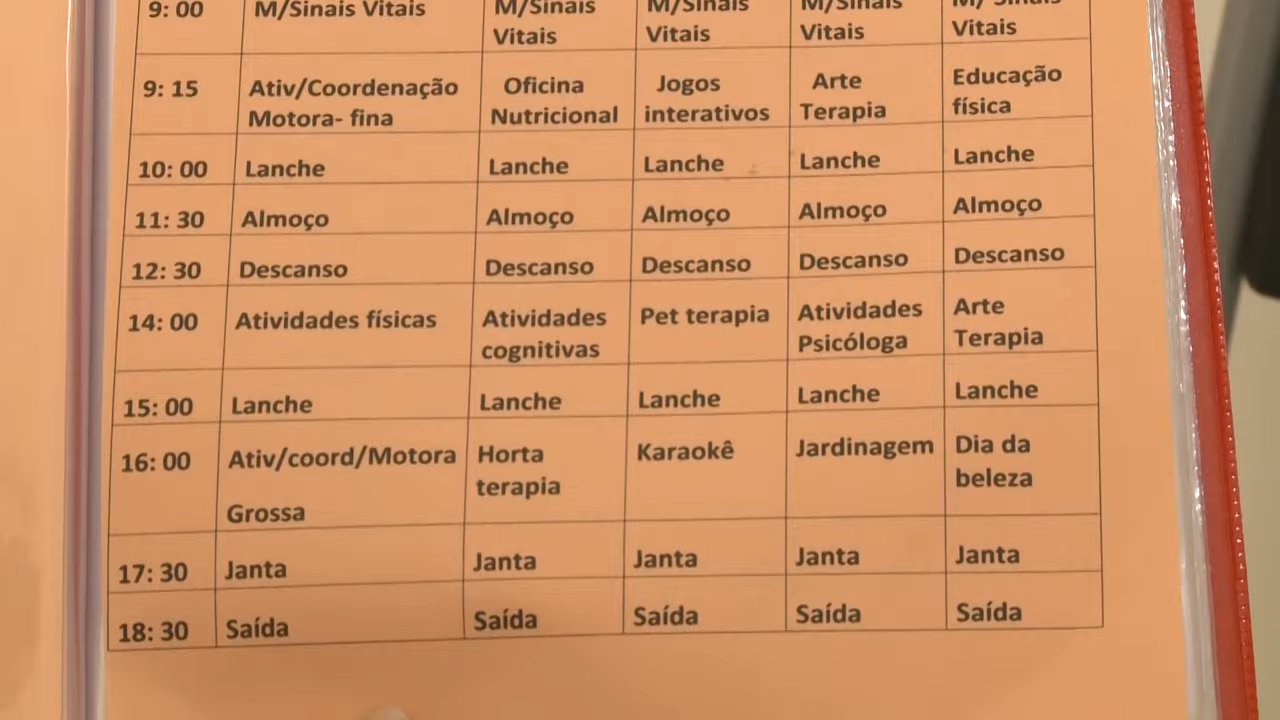 9: 00 M/Sinais Vitais M/Sinais M/Sinais M/Sinais M/ Sinais
Vitais Vitais Vitais Vitais
9: 15 Ativ/Coordenação Oficina Jogos Arte Educação
Motora- fina Nutricional interativos Terapia física
10: 00 Lanche Lanche Lanche Lanche Lanche
11: 30 Almoço Almoço Almoço Almoço Almoço
12: 30 Descanso Descanso Descanso Descanso Descanso
14: 00 Atividades físicas Atividades Pet terapia Atividades Arte
cognitivas Psicóloga Terapia
15: 00 Lanche Lanche Lanche Lanche Lanche
16: 00 Ativ/coord/Motora Horta Karaokê Jardinagem Dia da
terapia beleza
Grossa
17: 30 Janta Janta Janta Janta Janta
18: 30 Saída Saída Saída Saída Saída